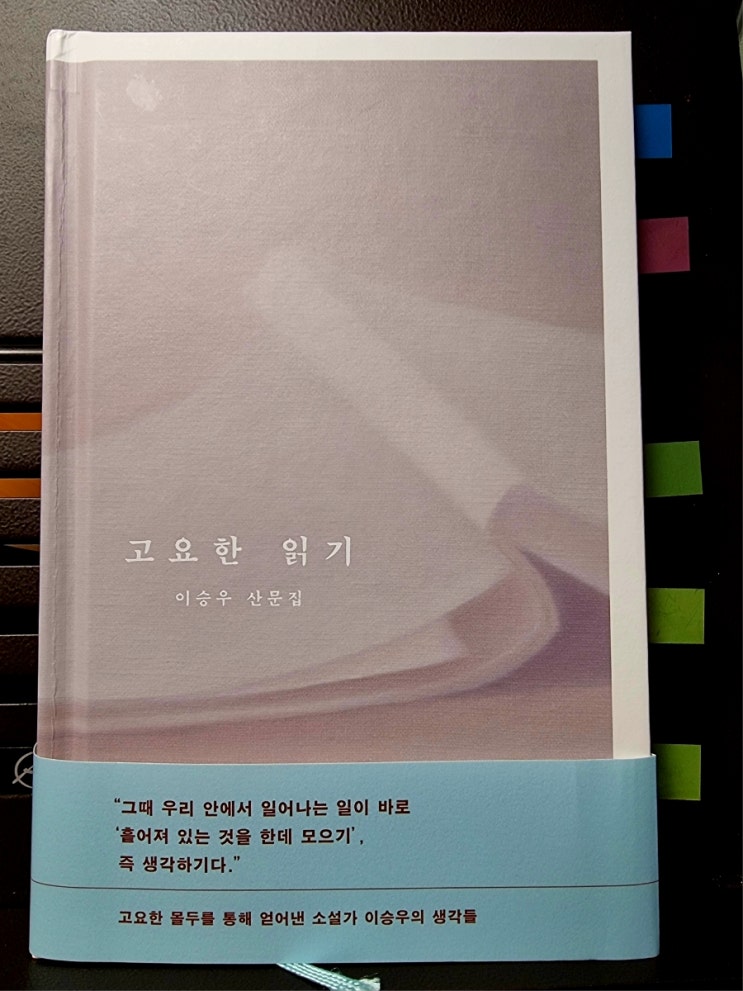 고요한 읽기
이승우 산문집
“그때 우리 안에서 일어나는 일이 바로
‘흩어져 있는 것을 한데 모으기’,
즉 생각하기다.”
고요한 몰두를 통해 얻어낸 소설가 이승우의 생각들